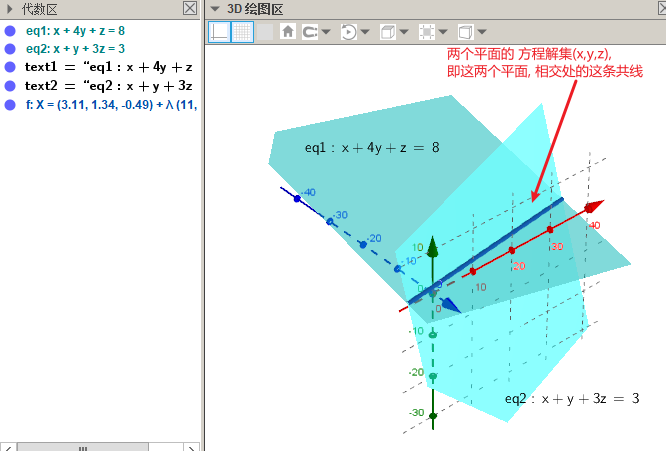 代数区
eq1: x + 4y + z = 8
eq2: x + y + 3z = 3
text1 = “eq1 : x + 4y + z
text2 = “eq2 : x + y + 3z
f: X = (3.11, 1.34, -0.49) + λ (11,
3D 绘图区
两个平面的 方程解集(x,y,z),
即这两个平面, 相交处的这条共线
eq1 : x + 4y + z = 8
-40
-30
-20
-10
10
0
0
10
20
30
40
-10
-20
-30
eq2 : x + y + 3z = 3